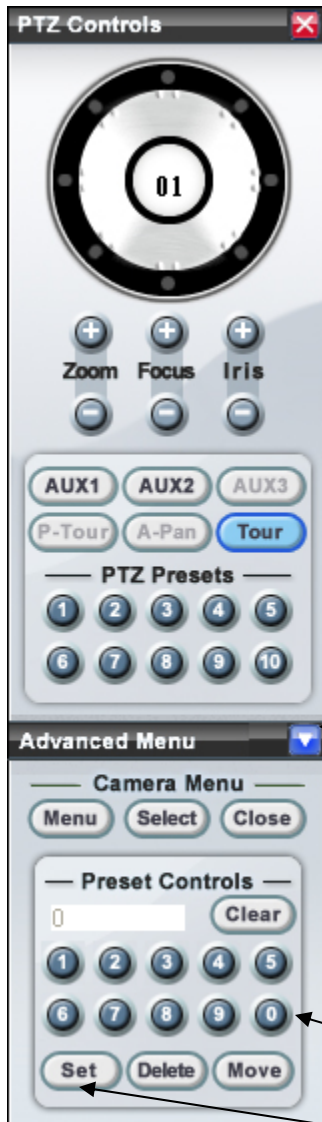 PTZ Controls
01
+ + +
Zoom Focus Iris
- - -
AUX1 AUX2 AUX3
P-Tour A-Pan Tour
PTZ Presets
1 2 3 4 5
6 7 8 9 10
Advanced Menu
Camera Menu
Menu Select Close
Preset Controls
0 Clear
1 2 3 4 5
6 7 8 9 0
Set Delete Move